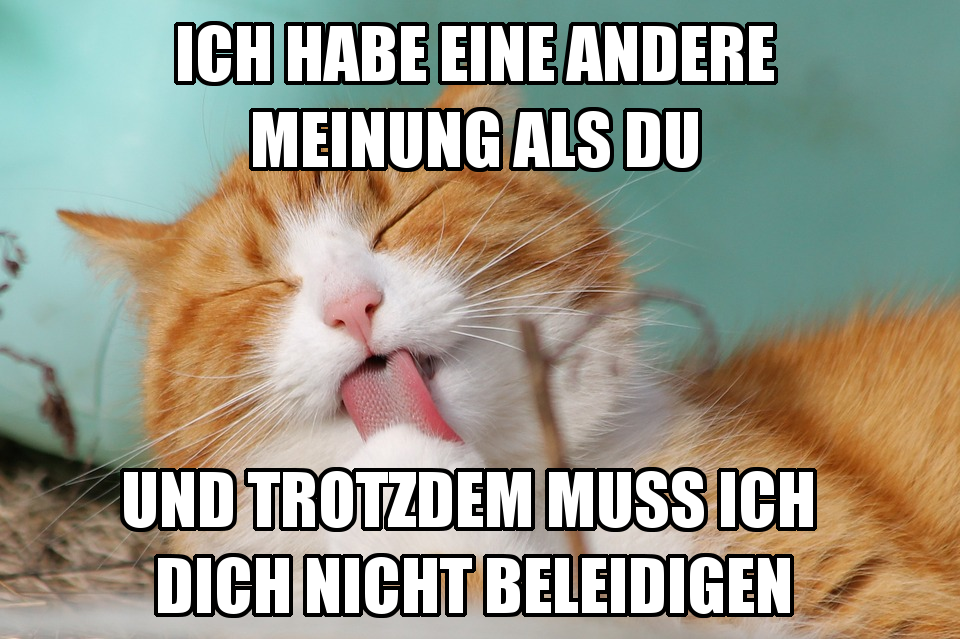 ICH HABE EINE ANDERE
MEINUNG ALS DU
UND TROTZDEM MUSS ICH
DICH NICHT BELEIDIGEN